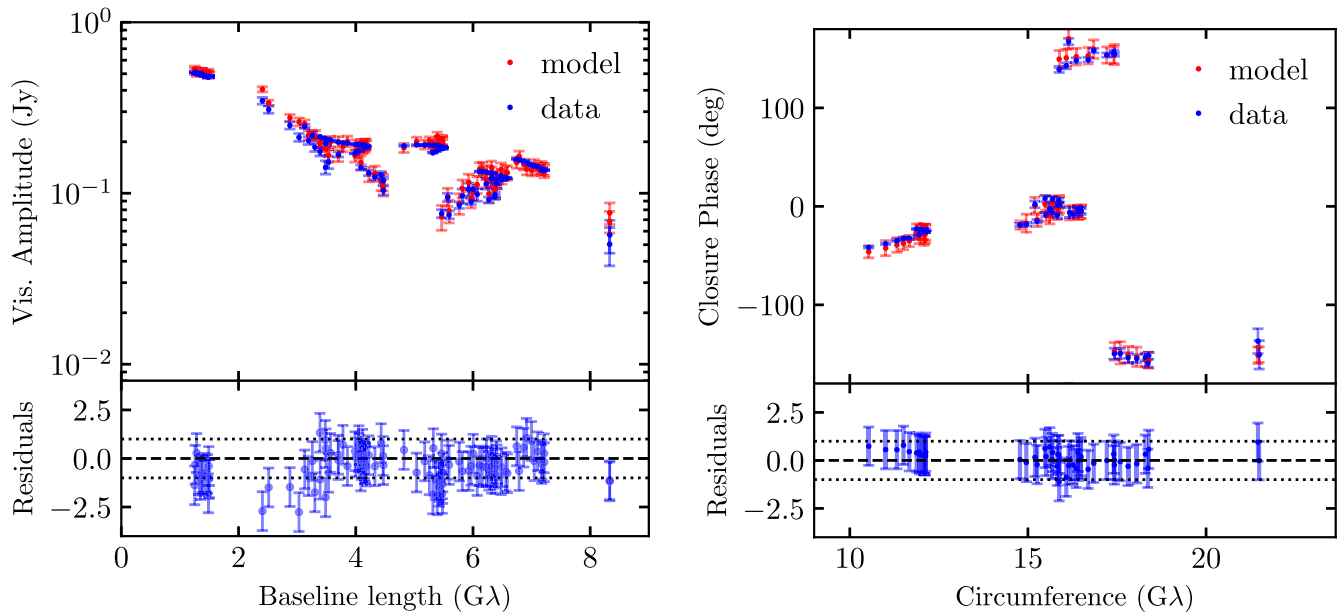 10⁰
10⁻¹
10⁻²
Vis. Amplitude (Jy)
model
data
2.5
0.0
−2.5
Residuals
0 2 4 6 8
Baseline length (Gλ)
100
0
−100
Closure Phase (deg)
model
data
2.5
0.0
−2.5
Residuals
10 15 20
Circumference (Gλ)